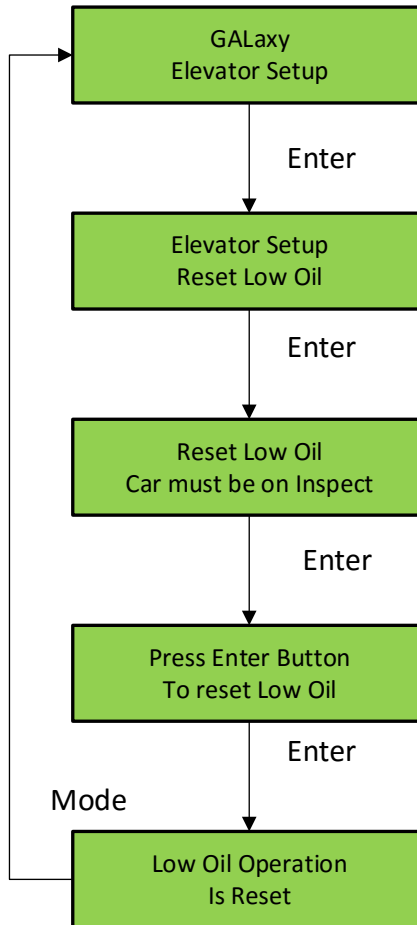 GALaxy
Elevator Setup
Enter
Elevator Setup
Reset Low Oil
Enter
Reset Low Oil
Car must be on Inspect
Enter
Press Enter Button
To reset Low Oil
Enter
Mode
Low Oil Operation
Is Reset